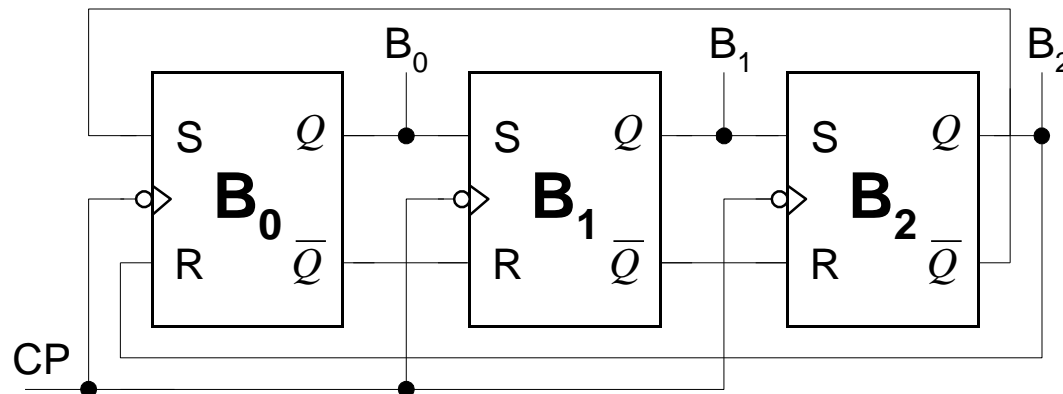 B₀ B₁ B₂
S Q S Q S Q
B₀ B₁ B₂
R Q̅ R Q̅ R Q̅
CP